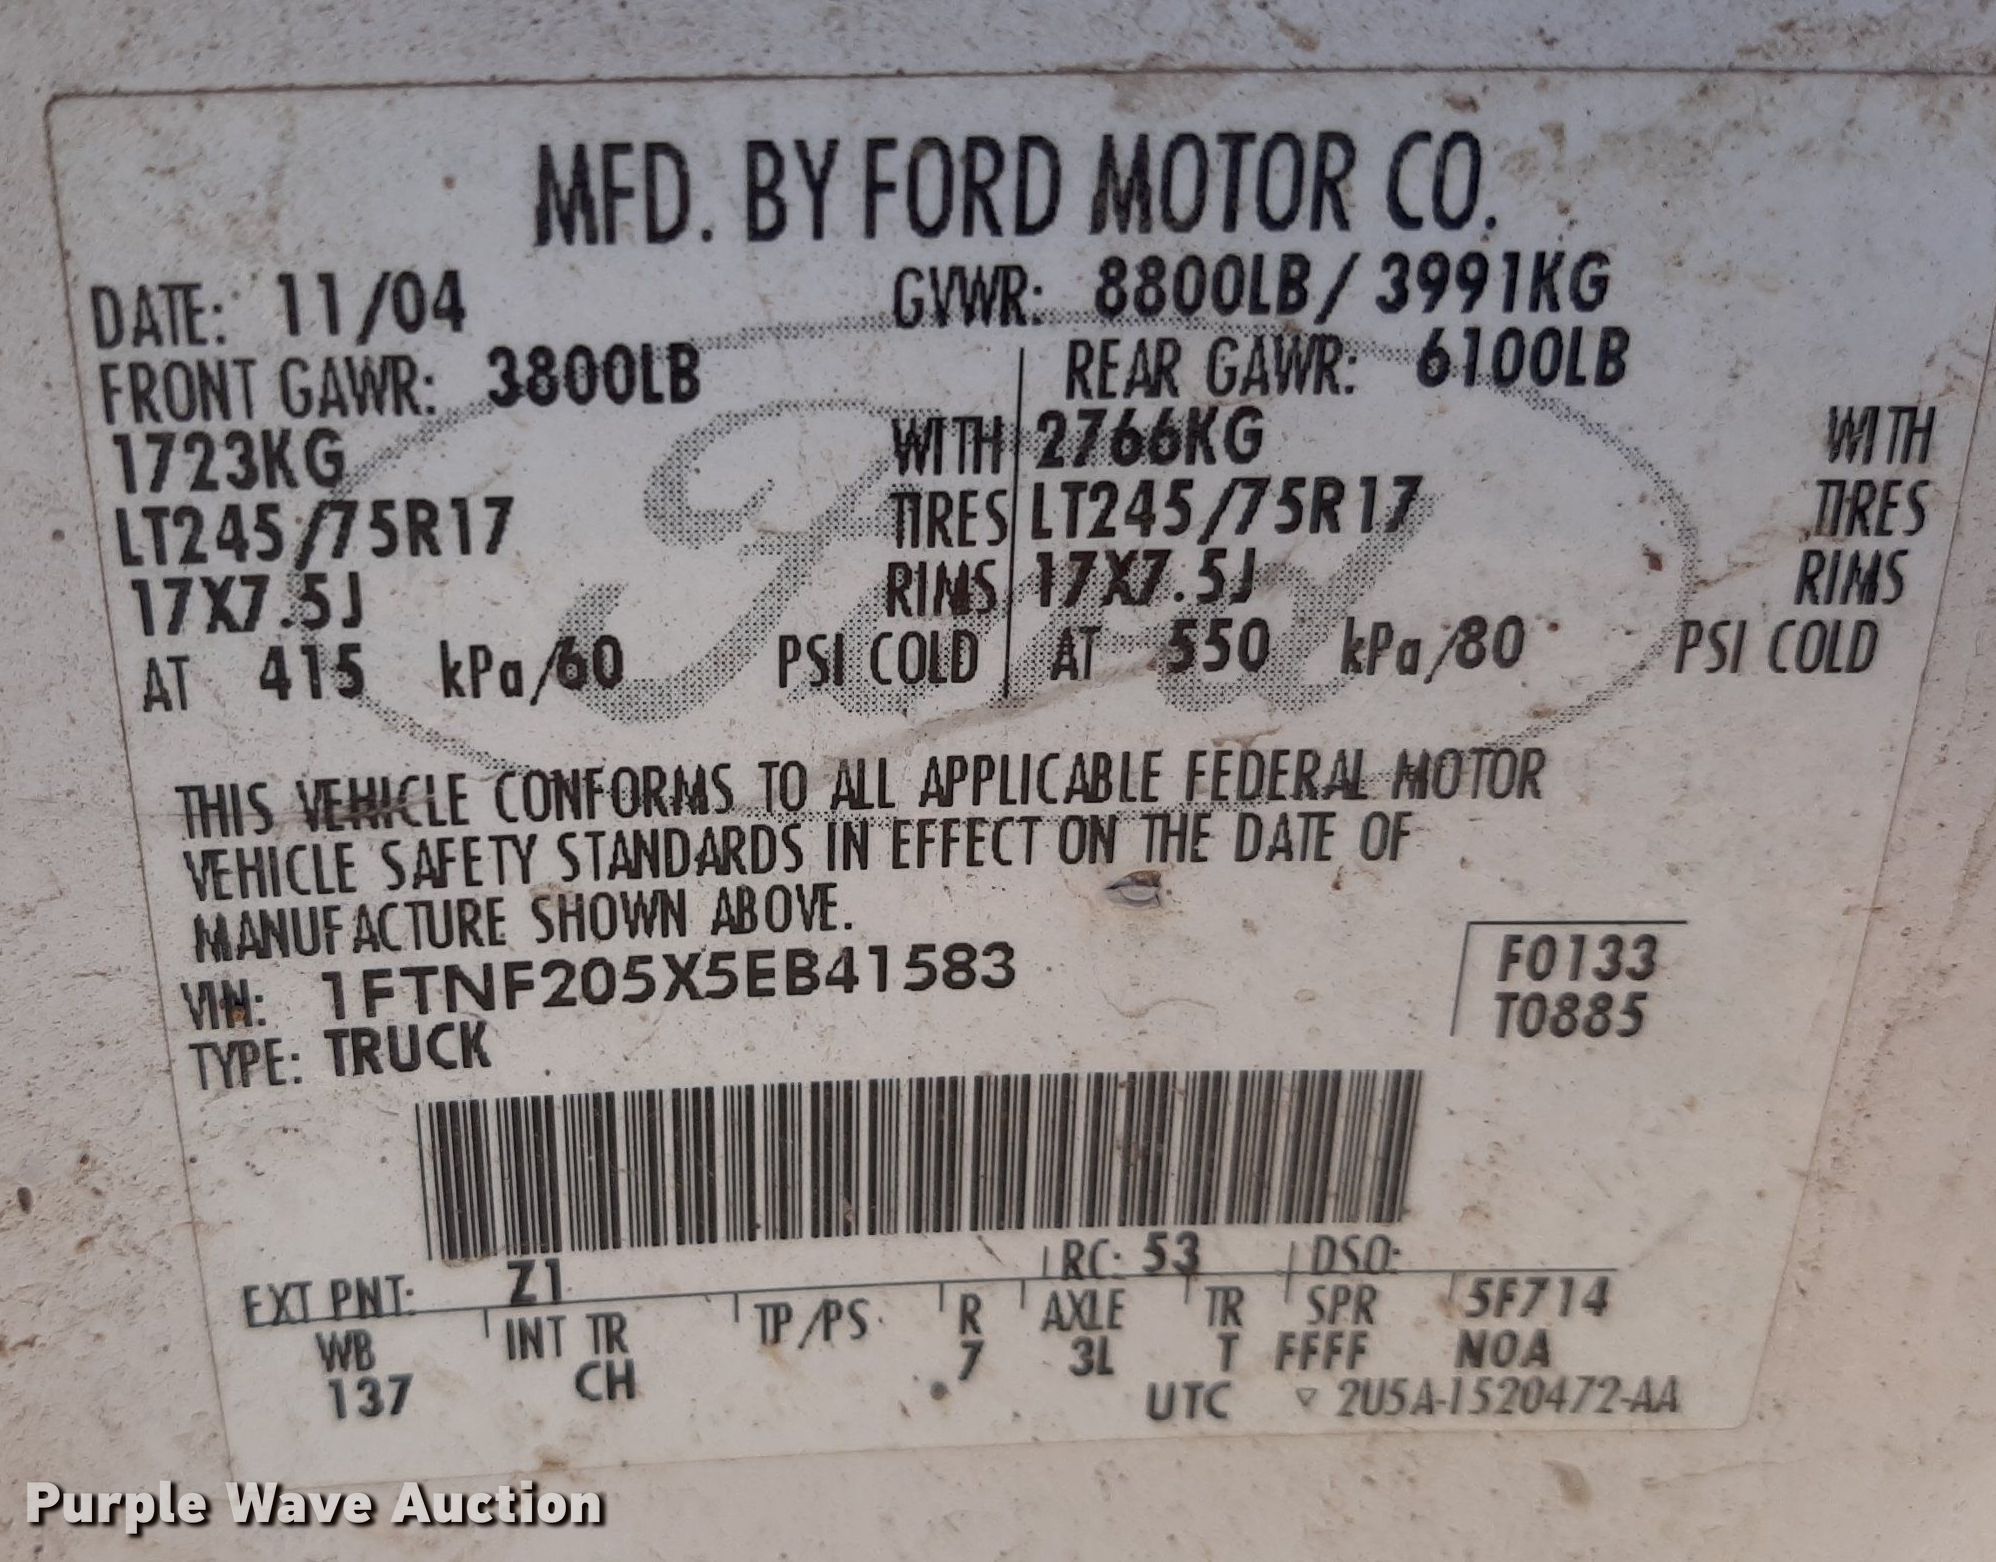 MFD. BY FORD MOTOR CO.
DATE: 11/04 GVWR: 8800LB / 3991KG
FRONT GAWR: 3800LB REAR GAWR: 6100LB
1723KG WITH 2766KG WITH
LT245/75R17 TIRES LT245/75R17 TIRES
17X7.5J RIMS 17X7.5J RIMS
AT 415 kPa/60 PSI COLD AT 550 kPa/80 PSI COLD
Ford
THIS VEHICLE CONFORMS TO ALL APPLICABLE FEDERAL MOTOR
VEHICLE SAFETY STANDARDS IN EFFECT ON THE DATE OF
MANUFACTURE SHOWN ABOVE.
VIN: 1FTNF205X5EB41583 F0133
TYPE: TRUCK T0885
EXT PNT: Z1 RC: 53 DSO:
WB INT TR TP/PS R AXLE TR SPR 5F714
137 CH 7 3L T FFFF NOA
UTC ▽ 2U5A-1520472-AA
Purple Wave Auction